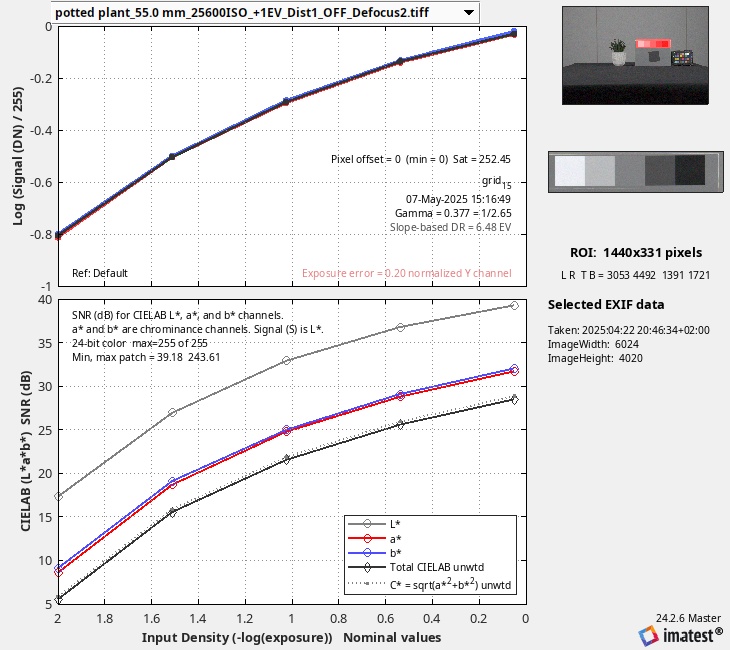 potted plant_55.0 mm_25600ISO_+1EV_Dist1_OFF_Defocus2.tiff
Log (Signal (DN) / 255)
0
-0.2
-0.4
-0.6
-0.8
-1
Pixel offset = 0 (min = 0) Sat = 252.45
grid_15
07-May-2025 15:16:49
Gamma = 0.377 = 1/2.65
Slope-based DR = 6.48 EV
Ref: Default
Exposure error = 0.20 normalized Y channel
ROI: 1440x331 pixels
L R T B = 3053 4492 1391 1721
Selected EXIF data
Taken: 2025:04:22 20:46:34+02:00
ImageWidth: 6024
ImageHeight: 4020
CIELAB (L*a*b*) SNR (dB)
40
35
30
25
20
15
10
5
SNR (dB) for CIELAB L*, a*, and b* channels.
a* and b* are chrominance channels. Signal (S) is L*.
24-bit color max=255 of 255
Min, max patch = 39.18 243.61
L*
a*
b*
Total CIELAB unwtd
C* = sqrt(a*²+b*²) unwtd
2 1.8 1.6 1.4 1.2 1 0.8 0.6 0.4 0.2 0
Input Density (-log(exposure)) Nominal values
24.2.6 Master
imatest®